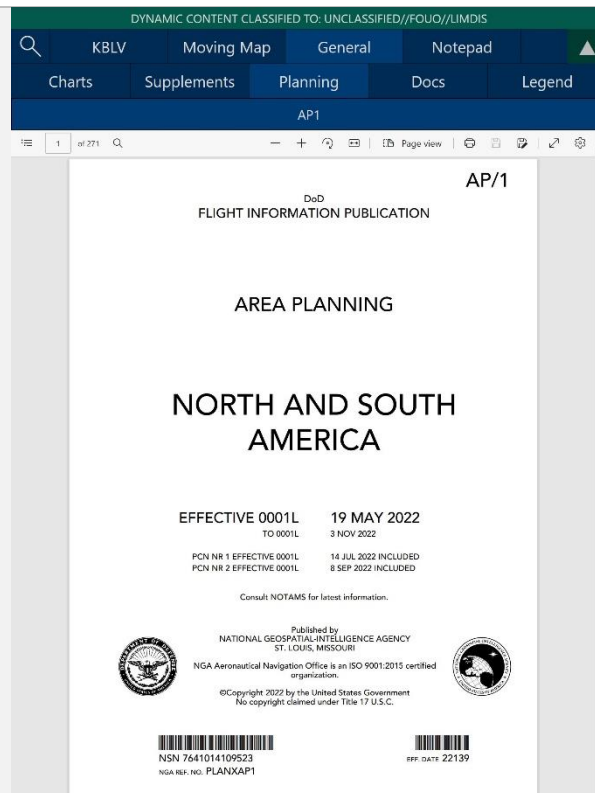 DYNAMIC CONTENT CLASSIFIED TO: UNCLASSIFIED//FOUO//LIMDIS
KBLV Moving Map General Notepad
Charts Supplements Planning Docs Legend
AP1
1 of 271 Page view
AP/1
DoD
FLIGHT INFORMATION PUBLICATION
AREA PLANNING
NORTH AND SOUTH
AMERICA
EFFECTIVE 0001L 19 MAY 2022
TO 0001L 3 NOV 2022
PCN NR 1 EFFECTIVE 0001L 14 JUL 2022 INCLUDED
PCN NR 2 EFFECTIVE 0001L 8 SEP 2022 INCLUDED
Consult NOTAMS for latest information.
Published by
NATIONAL GEOSPATIAL-INTELLIGENCE AGENCY
ST. LOUIS, MISSOURI
NGA Aeronautical Navigation Office is an ISO 9001:2015 certified
organization.
©Copyright 2022 by the United States Government
No copyright claimed under Title 17 U.S.C.
NSN 7641014109523
NGA REF. NO. PLANXAP1
EFF. DATE 22139